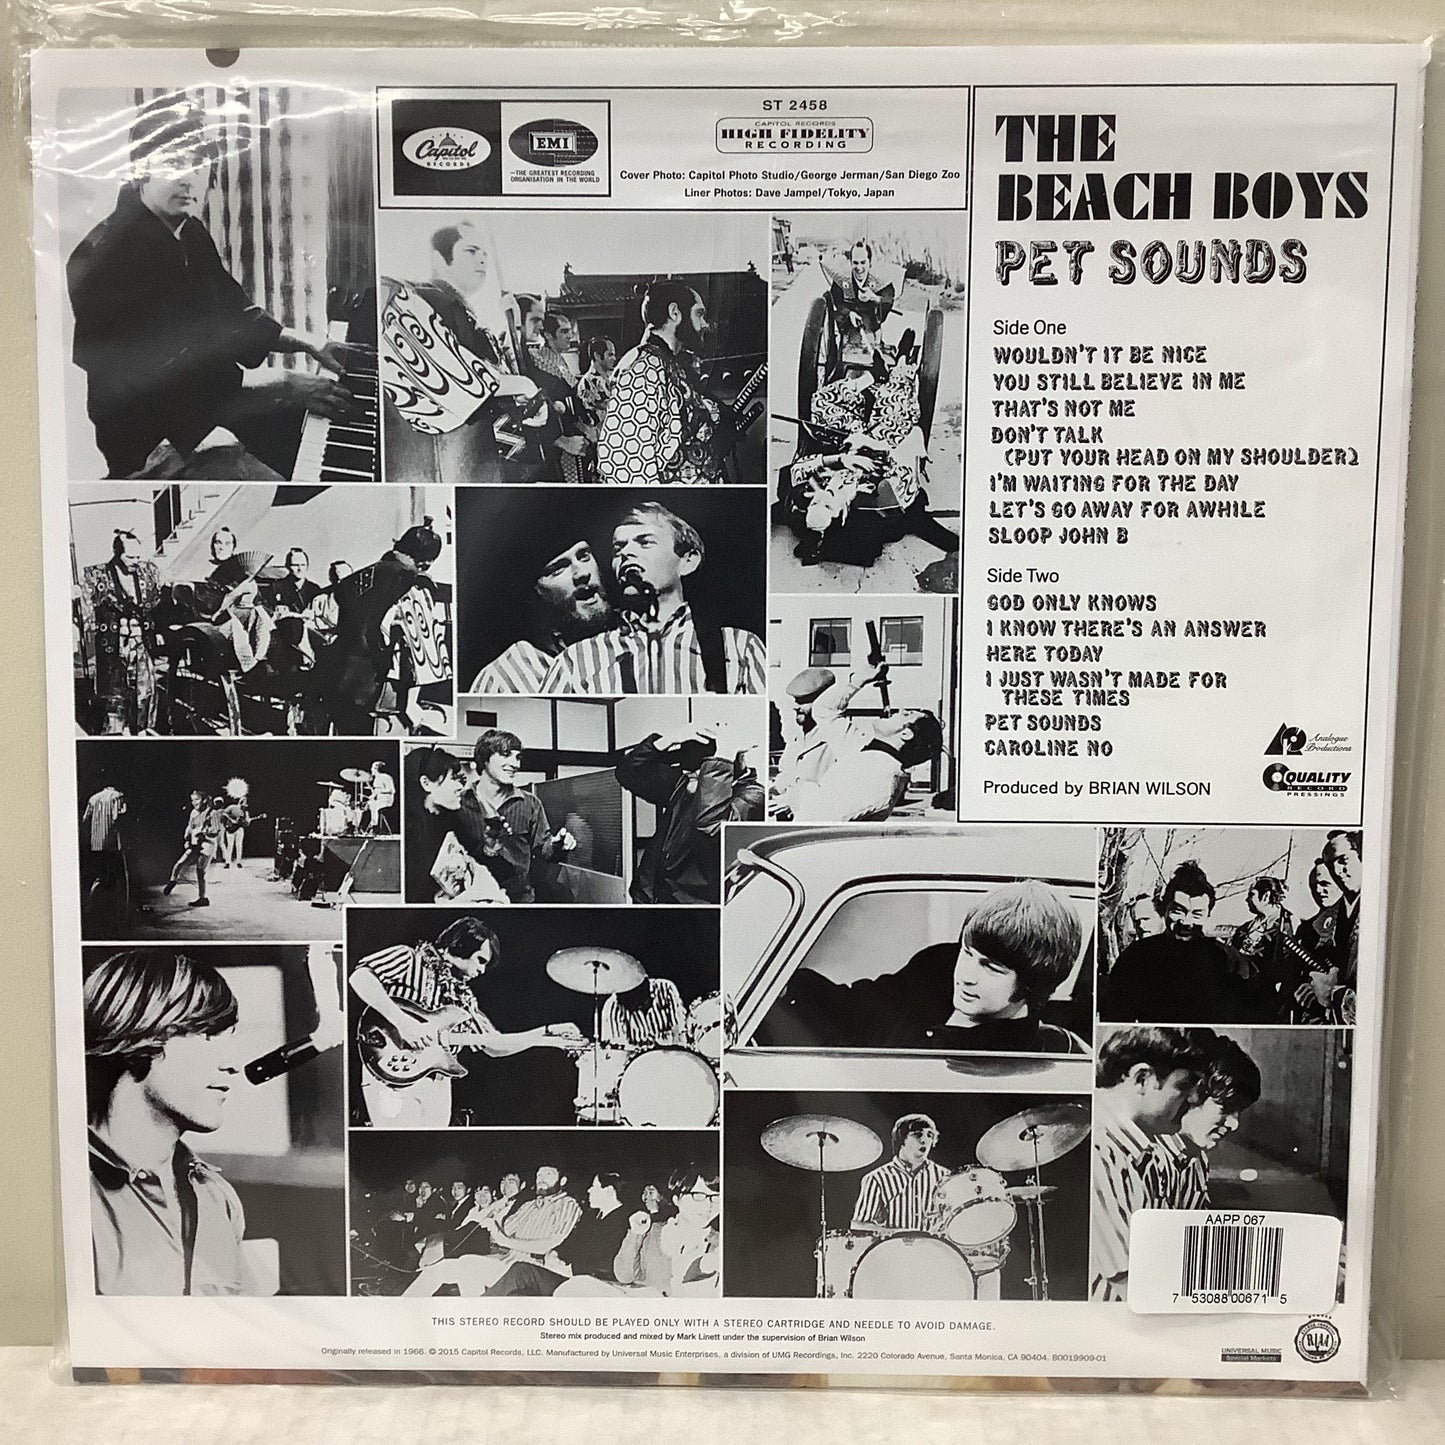 Capitol
RECORDS
EMI
—THE GREATEST RECORDING
ORGANISATION IN THE WORLD
ST 2458
CAPITOL RECORDS
HIGH FIDELITY
RECORDING
Cover Photo: Capitol Photo Studio/George Jerman/San Diego Zoo
Liner Photos: Dave Jampel/Tokyo, Japan
THE
BEACH BOYS
PET SOUNDS
Side One
WOULDN'T IT BE NICE
YOU STILL BELIEVE IN ME
THAT'S NOT ME
DON'T TALK
(PUT YOUR HEAD ON MY SHOULDER)
I'M WAITING FOR THE DAY
LET'S GO AWAY FOR AWHILE
SLOOP JOHN B
Side Two
GOD ONLY KNOWS
I KNOW THERE'S AN ANSWER
HERE TODAY
I JUST WASN'T MADE FOR
THESE TIMES
PET SOUNDS
CAROLINE NO
Produced by BRIAN WILSON
Analogue
Productions
QUALITY
RECORD
PRESSINGS
AAPP 067
7 53088 00671 5
THIS STEREO RECORD SHOULD BE PLAYED ONLY WITH A STEREO CARTRIDGE AND NEEDLE TO AVOID DAMAGE.
Stereo mix produced and mixed by Mark Linett under the supervision of Brian Wilson
Originally released in 1966. © 2015 Capitol Records, LLC. Manufactured by Universal Music Enterprises, a division of UMG Recordings, Inc. 2220 Colorado Avenue, Santa Monica, CA 90404. B0019909-01
UNIVERSAL MUSIC
Special Markets
RIAA